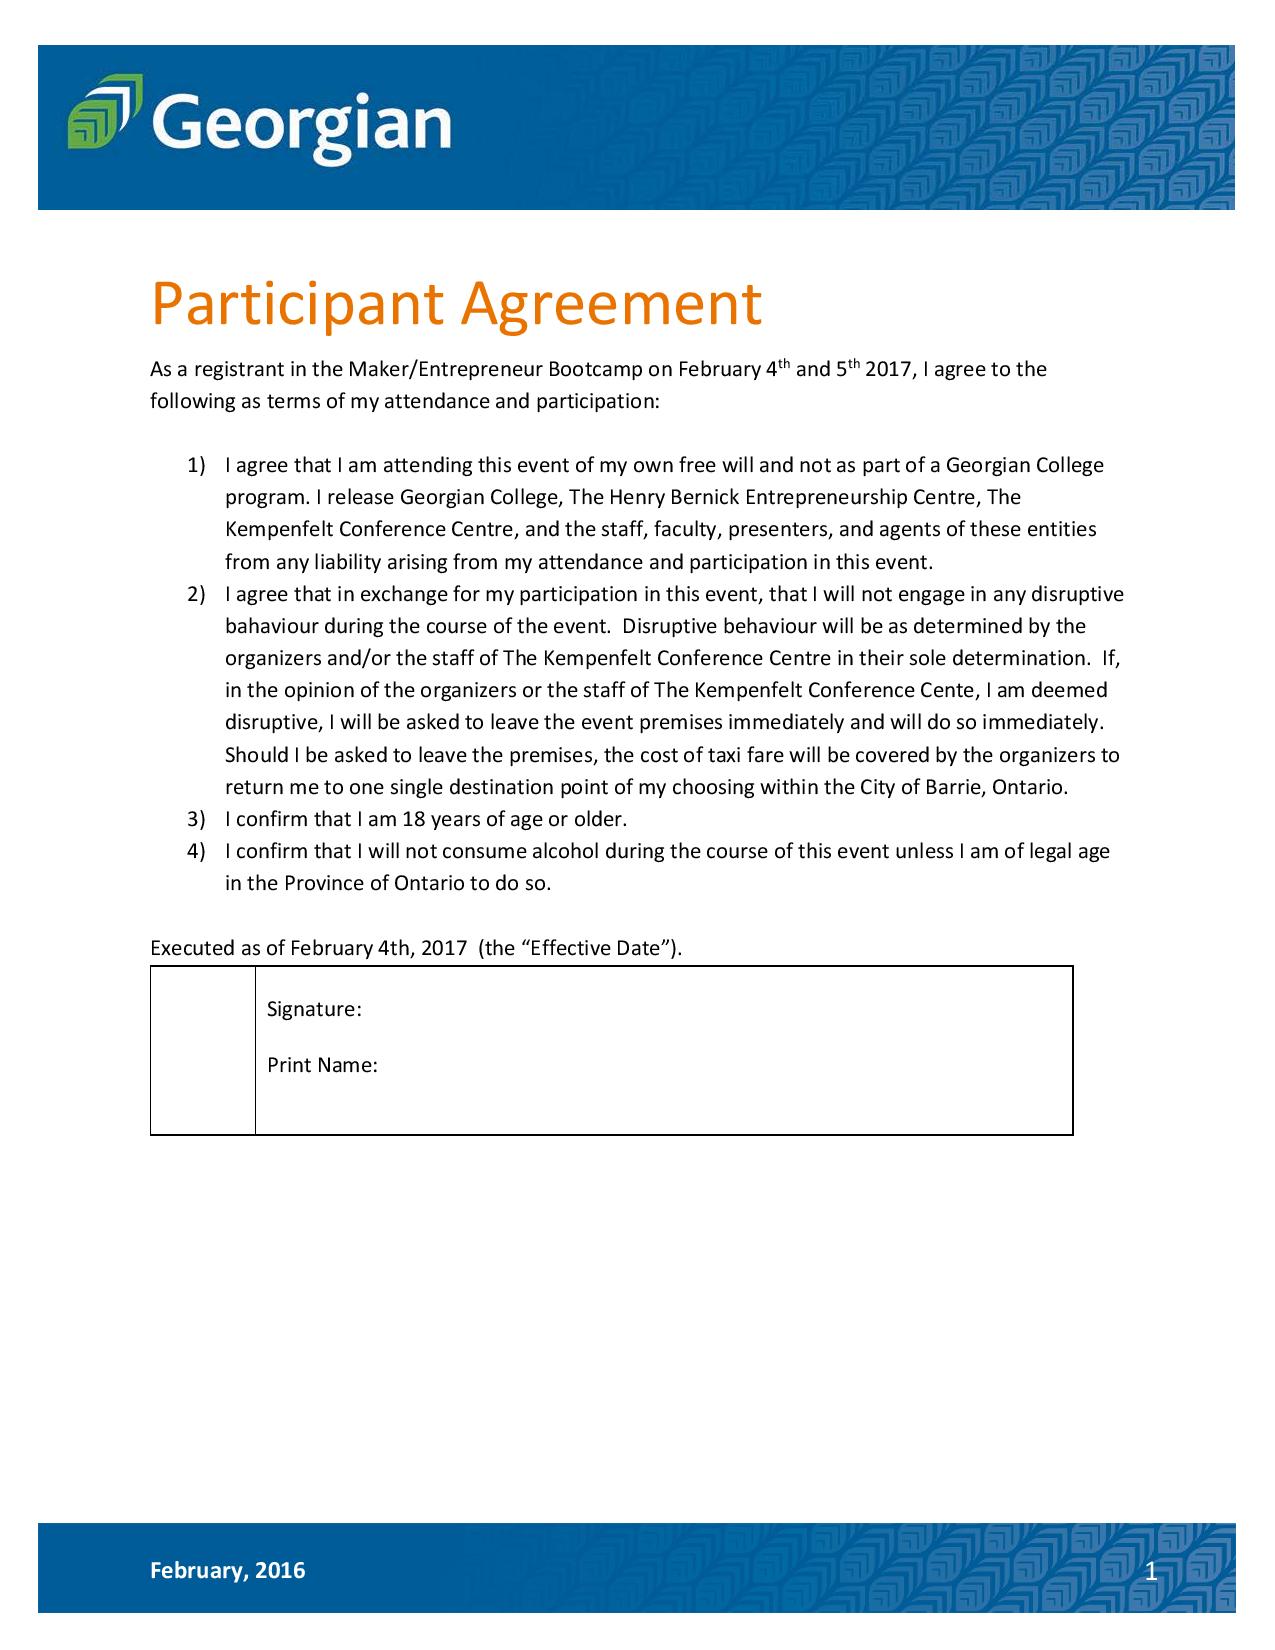 Georgian
Participant Agreement
As a registrant in the Maker/Entrepreneur Bootcamp on February 4th and 5th 2017, I agree to the
following as terms of my attendance and participation:
1) I agree that I am attending this event of my own free will and not as part of a Georgian College
program. I release Georgian College, The Henry Bernick Entrepreneurship Centre, The
Kempenfelt Conference Centre, and the staff, faculty, presenters, and agents of these entities
from any liability arising from my attendance and participation in this event.
2) I agree that in exchange for my participation in this event, that I will not engage in any disruptive
bahaviour during the course of the event.  Disruptive behaviour will be as determined by the
organizers and/or the staff of The Kempenfelt Conference Centre in their sole determination.  If,
in the opinion of the organizers or the staff of The Kempenfelt Conference Cente, I am deemed
disruptive, I will be asked to leave the event premises immediately and will do so immediately.
Should I be asked to leave the premises, the cost of taxi fare will be covered by the organizers to
return me to one single destination point of my choosing within the City of Barrie, Ontario.
3) I confirm that I am 18 years of age or older.
4) I confirm that I will not consume alcohol during the course of this event unless I am of legal age
in the Province of Ontario to do so.
Executed as of February 4th, 2017  (the “Effective Date”).
Signature:
Print Name:
February, 2016 1